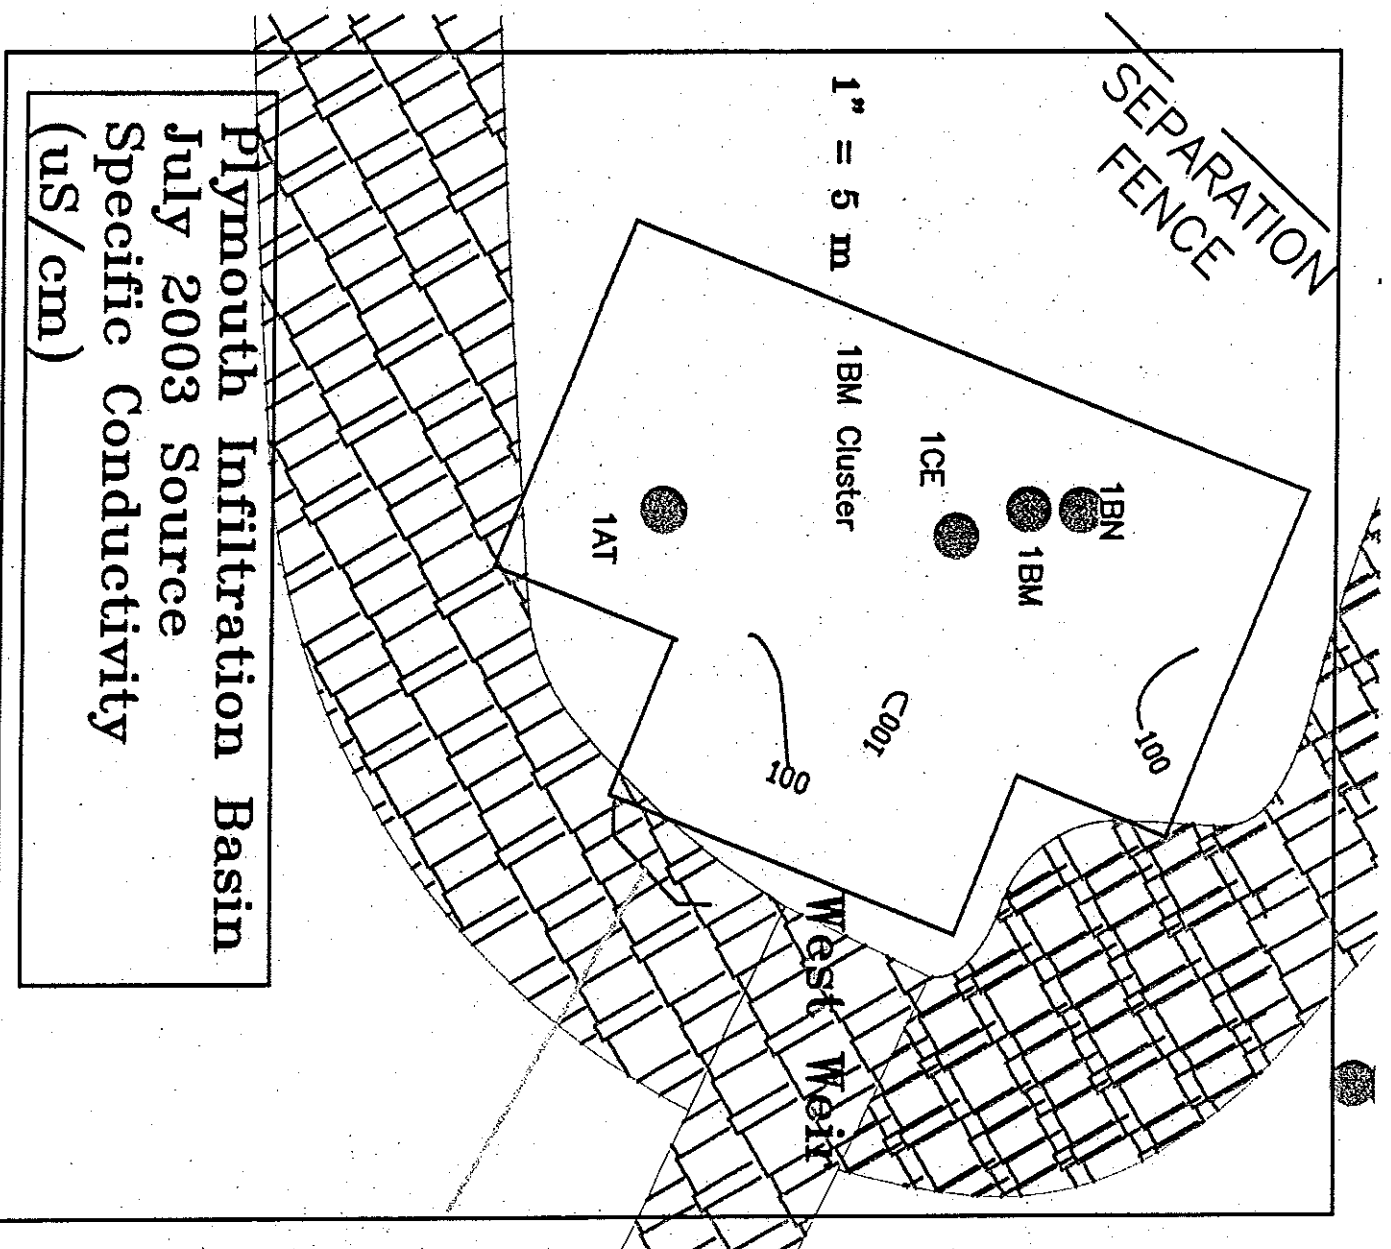 SEPARATION
FENCE
1" = 5 m
1BN
1BM
1CE
1BM Cluster
1AT
100
100
100
West Weir
Plymouth Infiltration Basin
July 2003 Source
Specific Conductivity
(uS/cm)